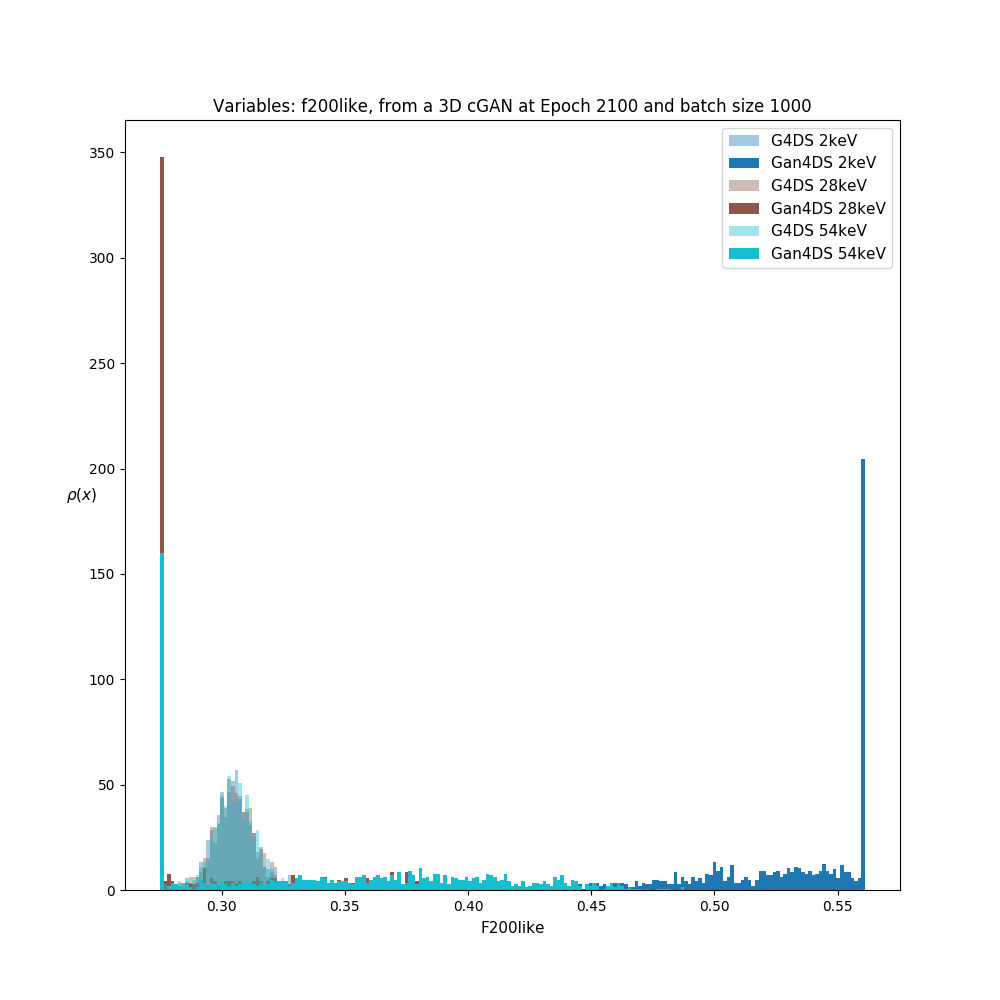 Variables: f200like, from a 3D cGAN at Epoch 2100 and batch size 1000
G4DS 2keV
Gan4DS 2keV
G4DS 28keV
Gan4DS 28keV
G4DS 54keV
Gan4DS 54keV
350
300
250
200
150
100
50
0
ρ(x)
0.30 0.35 0.40 0.45 0.50 0.55
F200like